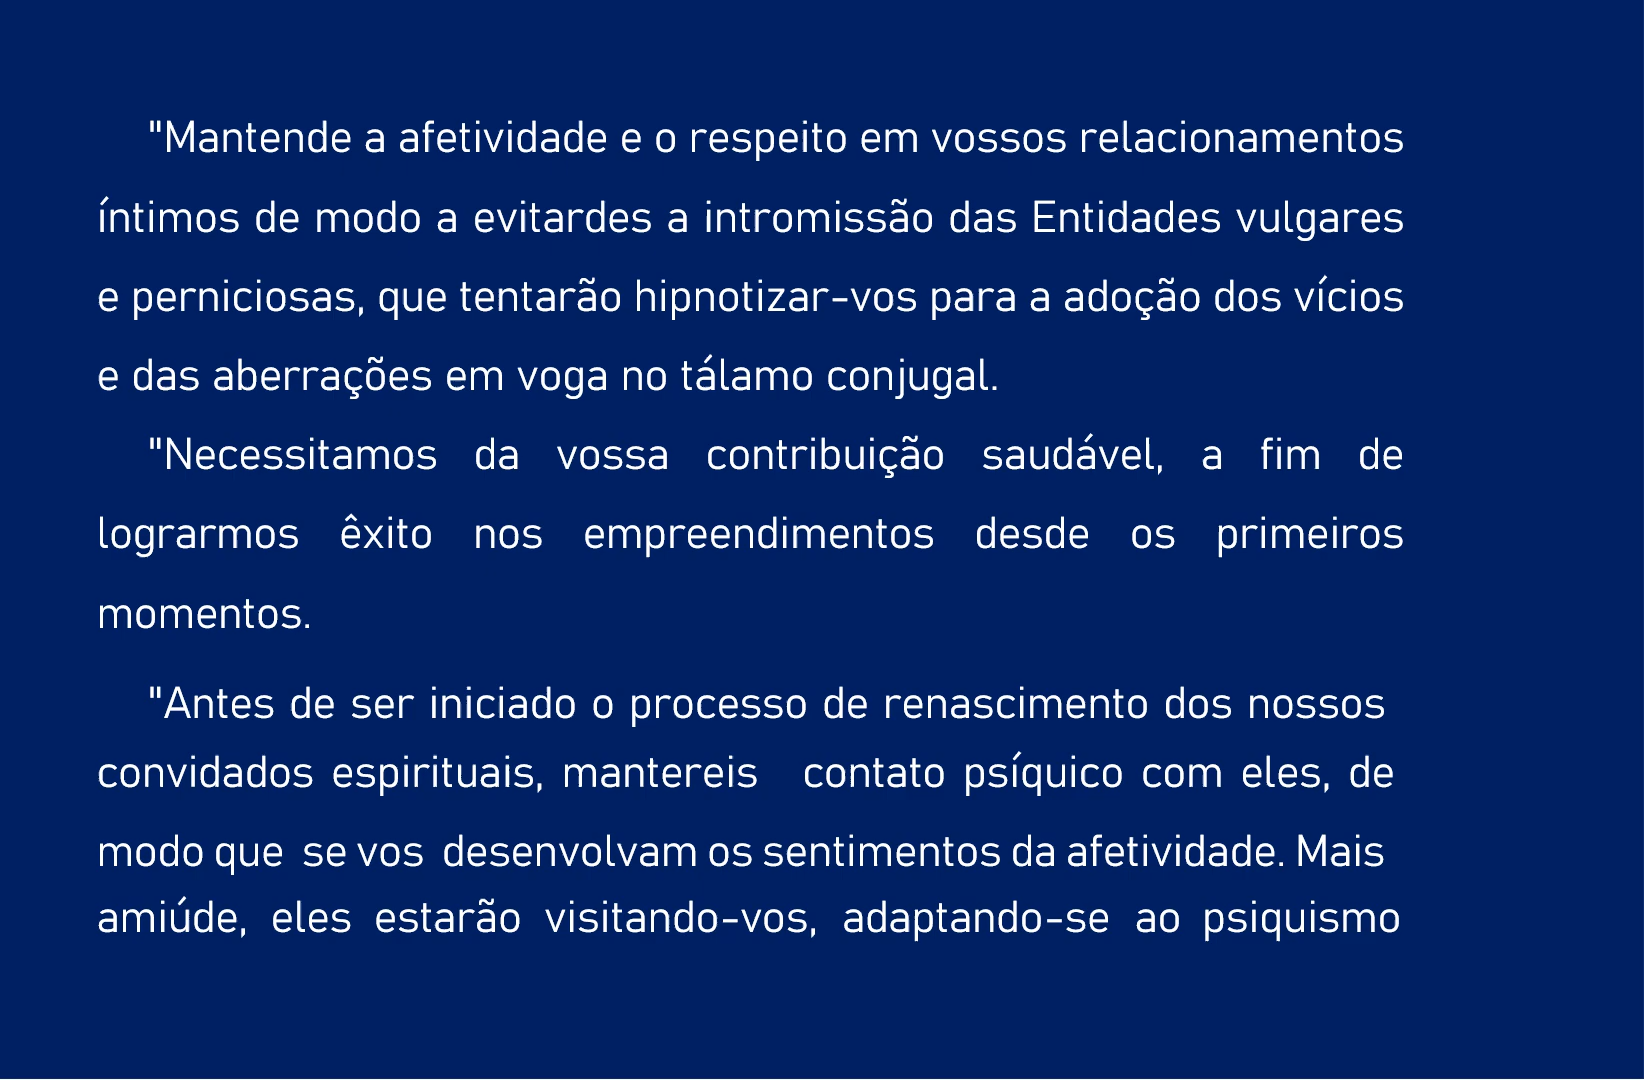 "Mantende a afetividade e o respeito em vossos relacionamentos
íntimos de modo a evitardes a intromissão das Entidades vulgares
e perniciosas, que tentarão hipnotizar-vos para a adoção dos vícios
e das aberrações em voga no tálamo conjugal.
"Necessitamos da vossa contribuição saudável, a fim de
lograrmos êxito nos empreendimentos desde os primeiros
momentos.
"Antes de ser iniciado o processo de renascimento dos nossos
convidados espirituais, mantereis contato psíquico com eles, de
modo que se vos desenvolvam os sentimentos da afetividade. Mais
amiúde, eles estarão visitando-vos, adaptando-se ao psiquismo